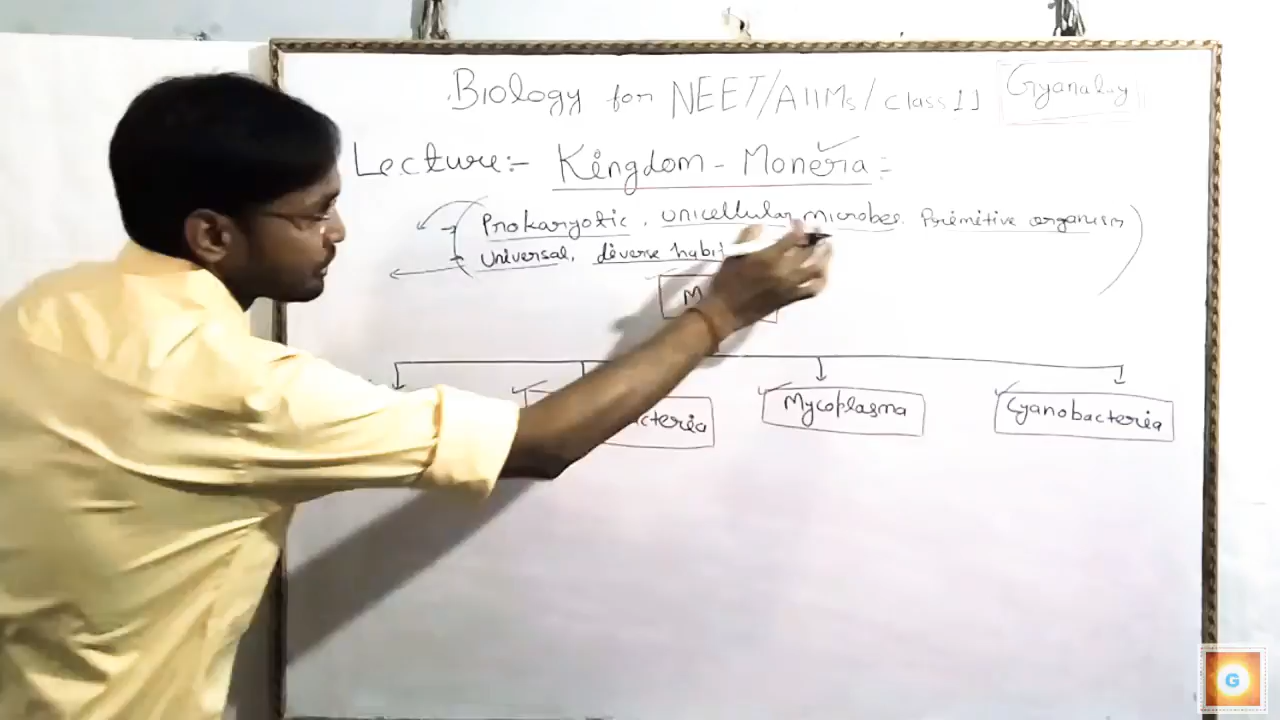 Biology for NEET/AIIMs/class 11
Gyanalay
Lecture:- Kingdom - Monera:-
Prokaryotic, unicellular microbes. Primitive organism
Universal, diverse habit
M
cteria
Mycoplasma
Cyanobacteria
G